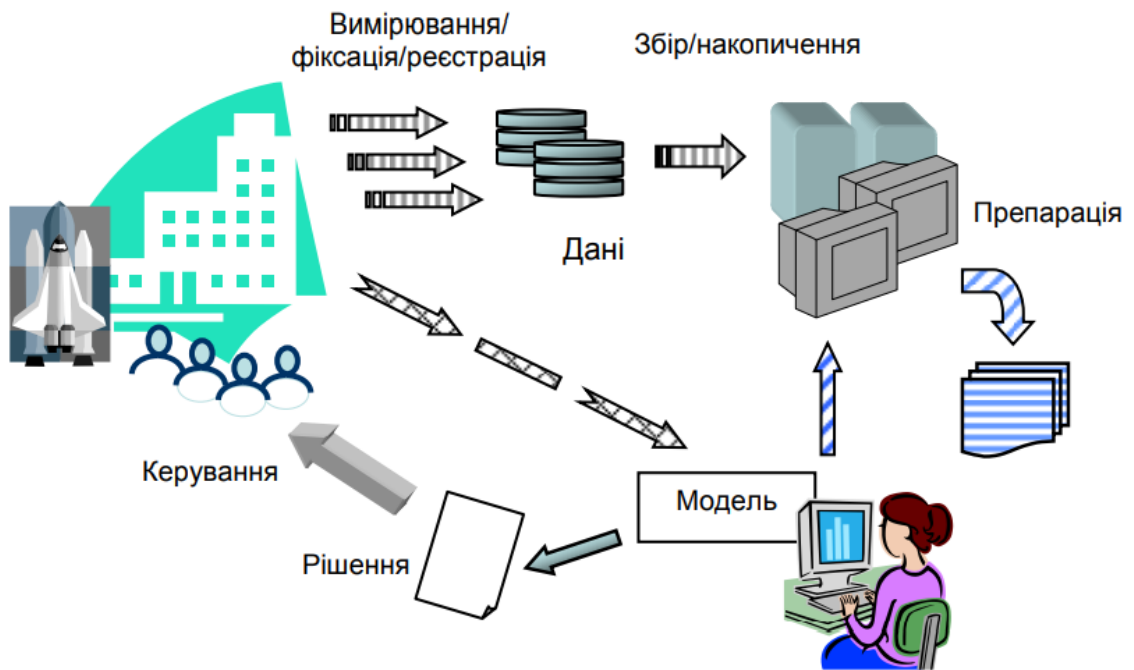 Вимірювання/
фіксація/реєстрація
Збір/накопичення
Дані
Препарація
Керування
Модель
Рішення